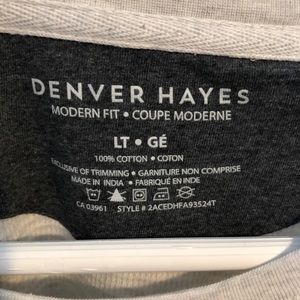 DENVER HAYES
MODERN FIT • COUPE MODERNE
LT • GÉ
100% COTTON • COTON
EXCLUSIVE OF TRIMMING • GARNITURE NON COMPRISE
MADE IN INDIA • FABRIQUÉ EN INDE
CA 03961 STYLE # 2ACEDHFA93524T